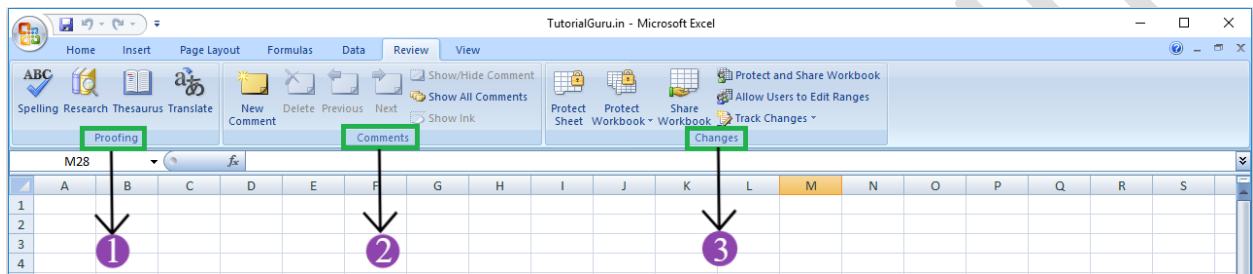 TutorialGuru.in - Microsoft Excel
Home Insert Page Layout Formulas Data Review View
ABC
Spelling Research Thesaurus Translate
New Comment Delete Previous Next
Show/Hide Comment
Show All Comments
Show Ink
Protect Sheet Protect Workbook Share Workbook
Protect and Share Workbook
Allow Users to Edit Ranges
Track Changes
Proofing Comments Changes
M28 fx
A B C D E F G H I J K L M N O P Q R S
1
2
3
4
1 2 3